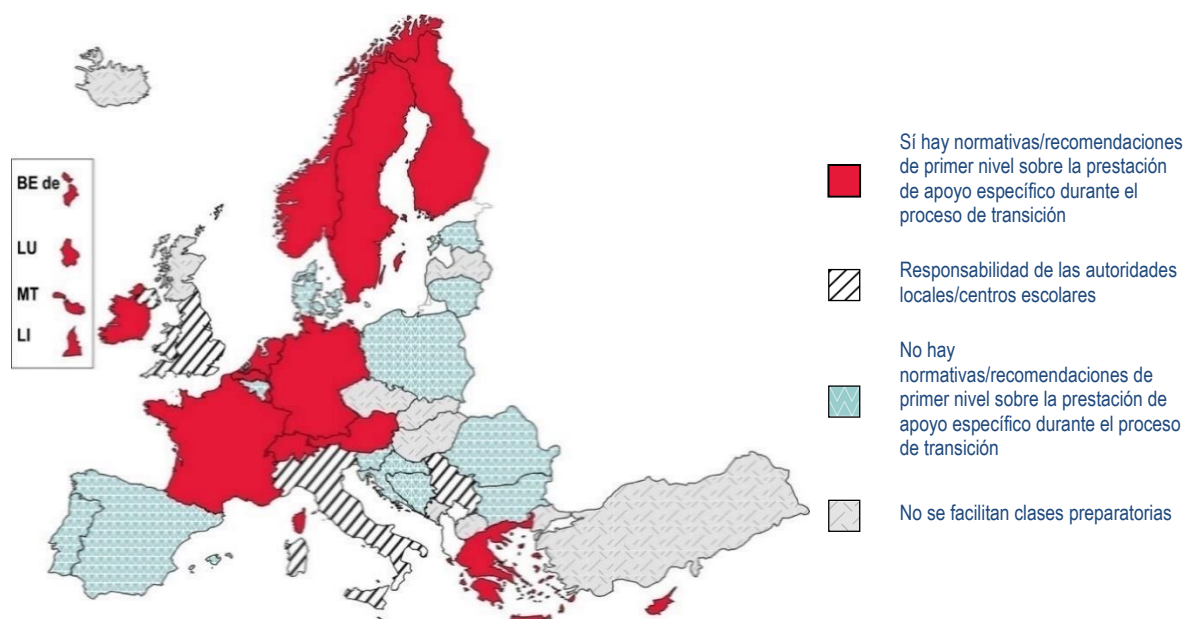 BE de
LU
MT
LI
Sí hay normativas/recomendaciones
de primer nivel sobre la prestación
de apoyo específico durante el
proceso de transición
Responsabilidad de las autoridades
locales/centros escolares
No hay
normativas/recomendaciones de
primer nivel sobre la prestación de
apoyo específico durante el proceso
de transición
No se facilitan clases preparatorias